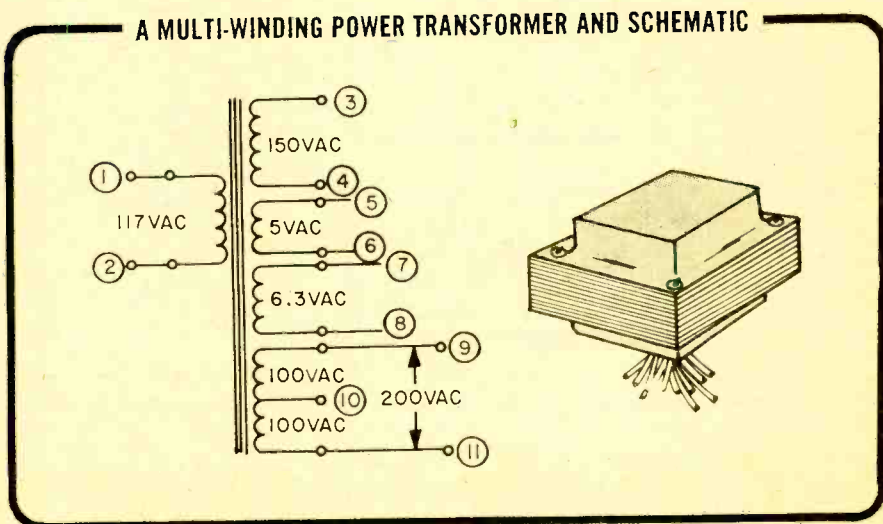 A MULTI-WINDING POWER TRANSFORMER AND SCHEMATIC
3
150VAC
1
4
5
117VAC
5VAC
2
6
7
6.3VAC
8
9
100VAC
10
200VAC
100VAC
11